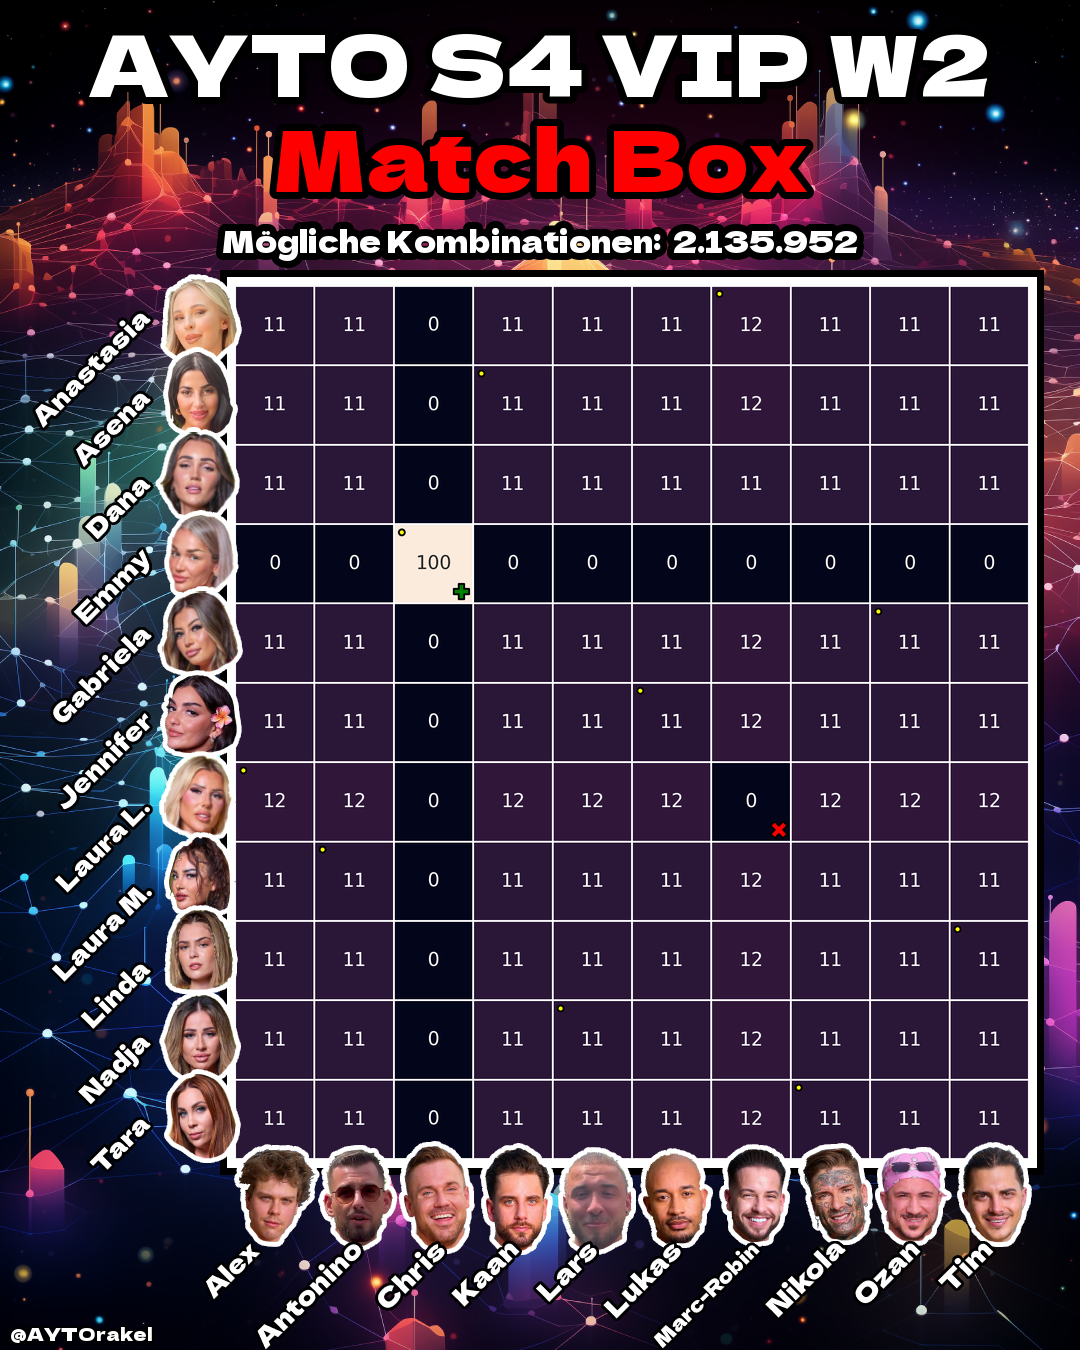 AYTO S4 VIP W2
Match Box
Mögliche Kombinationen: 2.135.952
Anastasia 11 11 0 11 11 11 12 11 11 11
Asena 11 11 0 11 11 11 12 11 11 11
Dana 11 11 0 11 11 11 11 11 11 11
Emmy 0 0 100 0 0 0 0 0 0 0
Gabriela 11 11 0 11 11 11 12 11 11 11
Jennifer 11 11 0 11 11 11 12 11 11 11
Laura L. 12 12 0 12 12 12 0 12 12 12
Laura M. 11 11 0 11 11 11 12 11 11 11
Linda 11 11 0 11 11 11 12 11 11 11
Nadja 11 11 0 11 11 11 12 11 11 11
Tara 11 11 0 11 11 11 12 11 11 11
Alex Antonino Chris Kaan Lars Lukas Marc-Robin Nikola Ozan Tim
@AYTOrakel